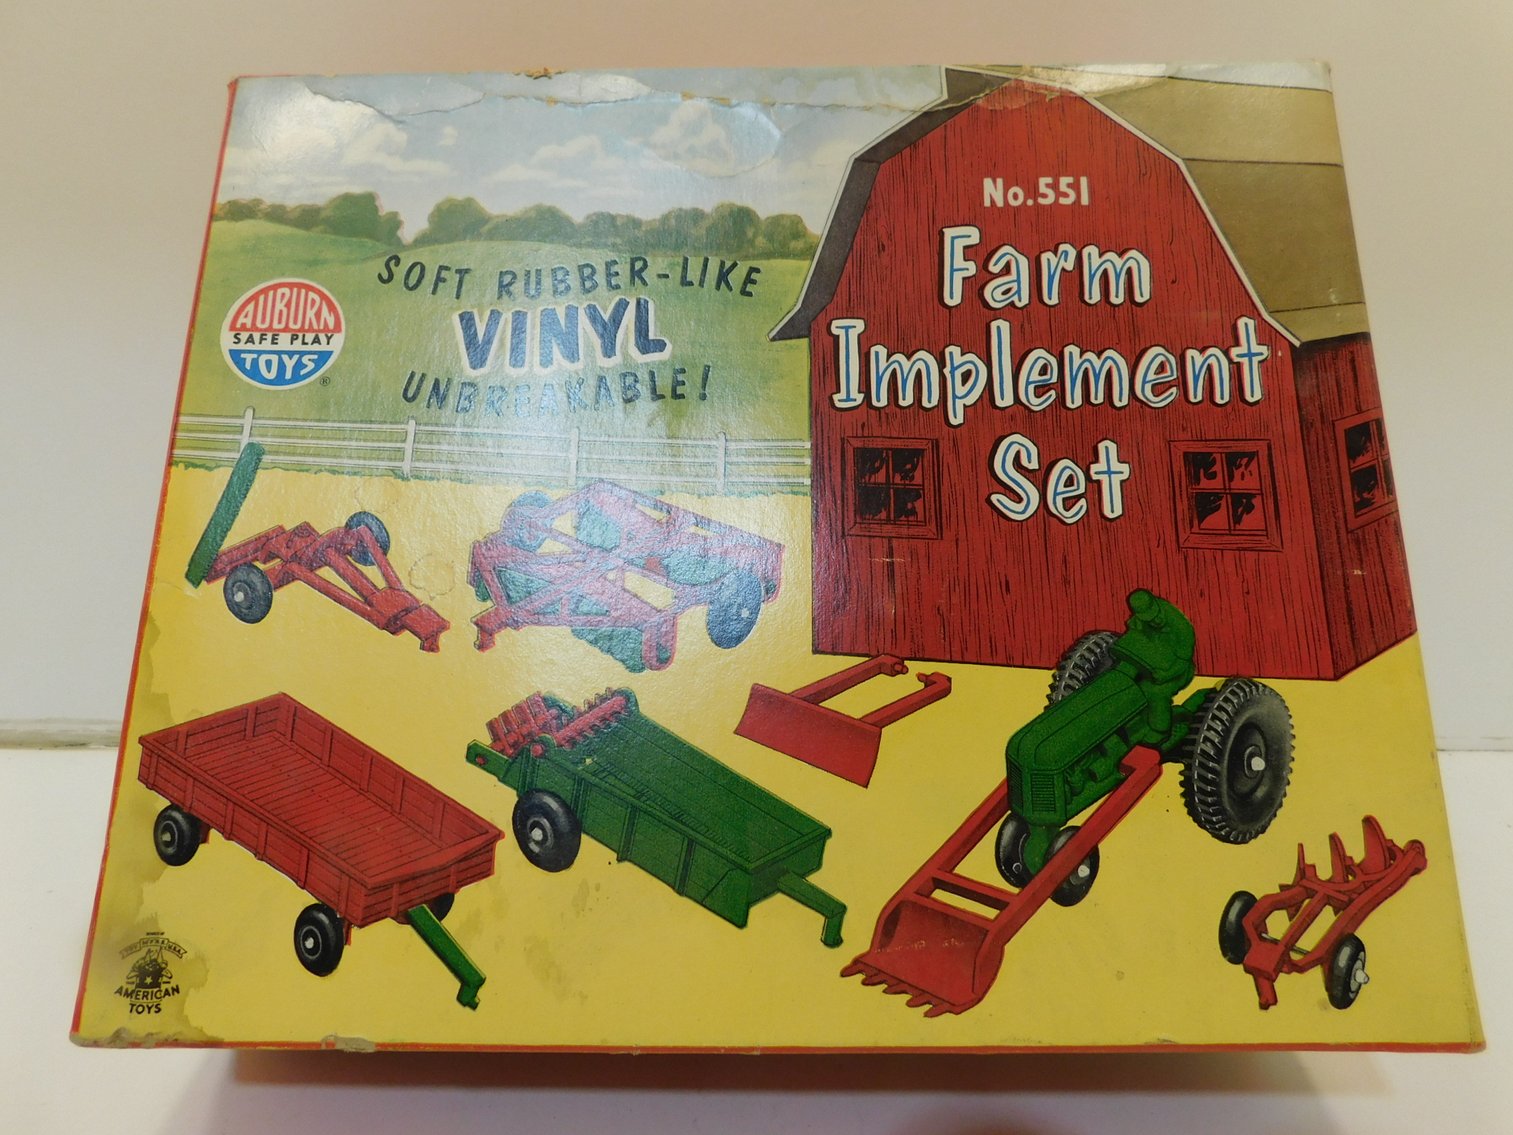 No.551
Farm
Implement
Set
SOFT RUBBER-LIKE
VINYL
UNBREAKABLE!
AUBURN
SAFE PLAY
TOYS
®
AMERICAN
TOYS